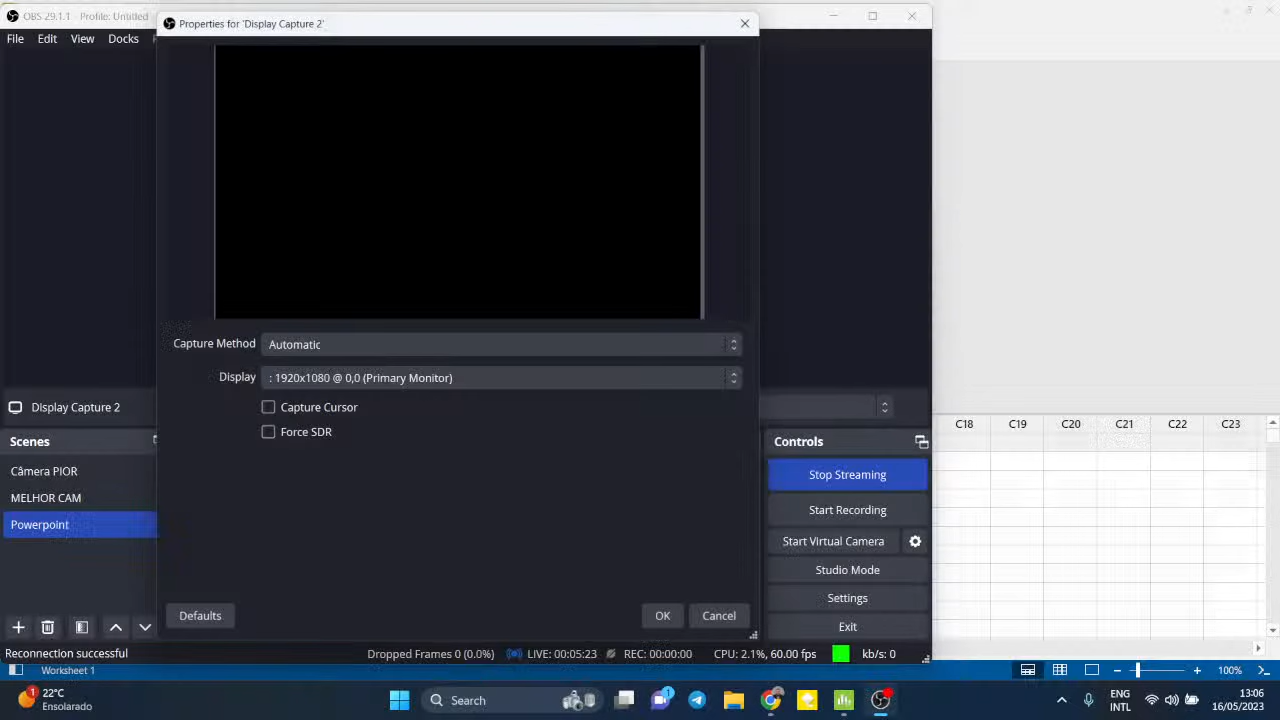 OBS 29.1.1 - Profile: Untitled
Properties for 'Display Capture 2'
File Edit View Docks
Capture Method Automatic
Display : 1920x1080 @ 0,0 (Primary Monitor)
Capture Cursor
Force SDR
Display Capture 2
Scenes
Câmera PIOR
MELHOR CAM
Powerpoint
Defaults OK Cancel
Controls
Stop Streaming
Start Recording
Start Virtual Camera
Studio Mode
Settings
Exit
C18 C19 C20 C21 C22 C23
Reconnection successful Dropped Frames 0 (0.0%) LIVE: 00:05:23 REC: 00:00:00 CPU: 2.1%, 60.00 fps kb/s: 0
Worksheet 1 100%
1 22°C
Ensolarado
Search
1
ENG
INTL
13:06
16/05/2023